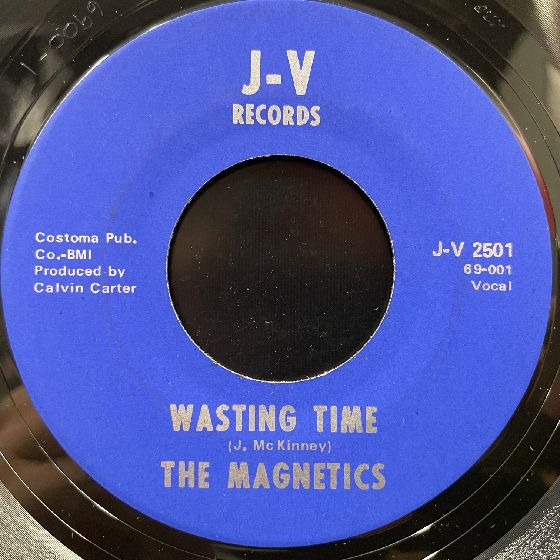 J-V
RECORDS
Costoma Pub.
Co.-BMI
Produced by
Calvin Carter
J-V 2501
69-001
Vocal
WASTING TIME
(J. McKinney)
THE MAGNETICS